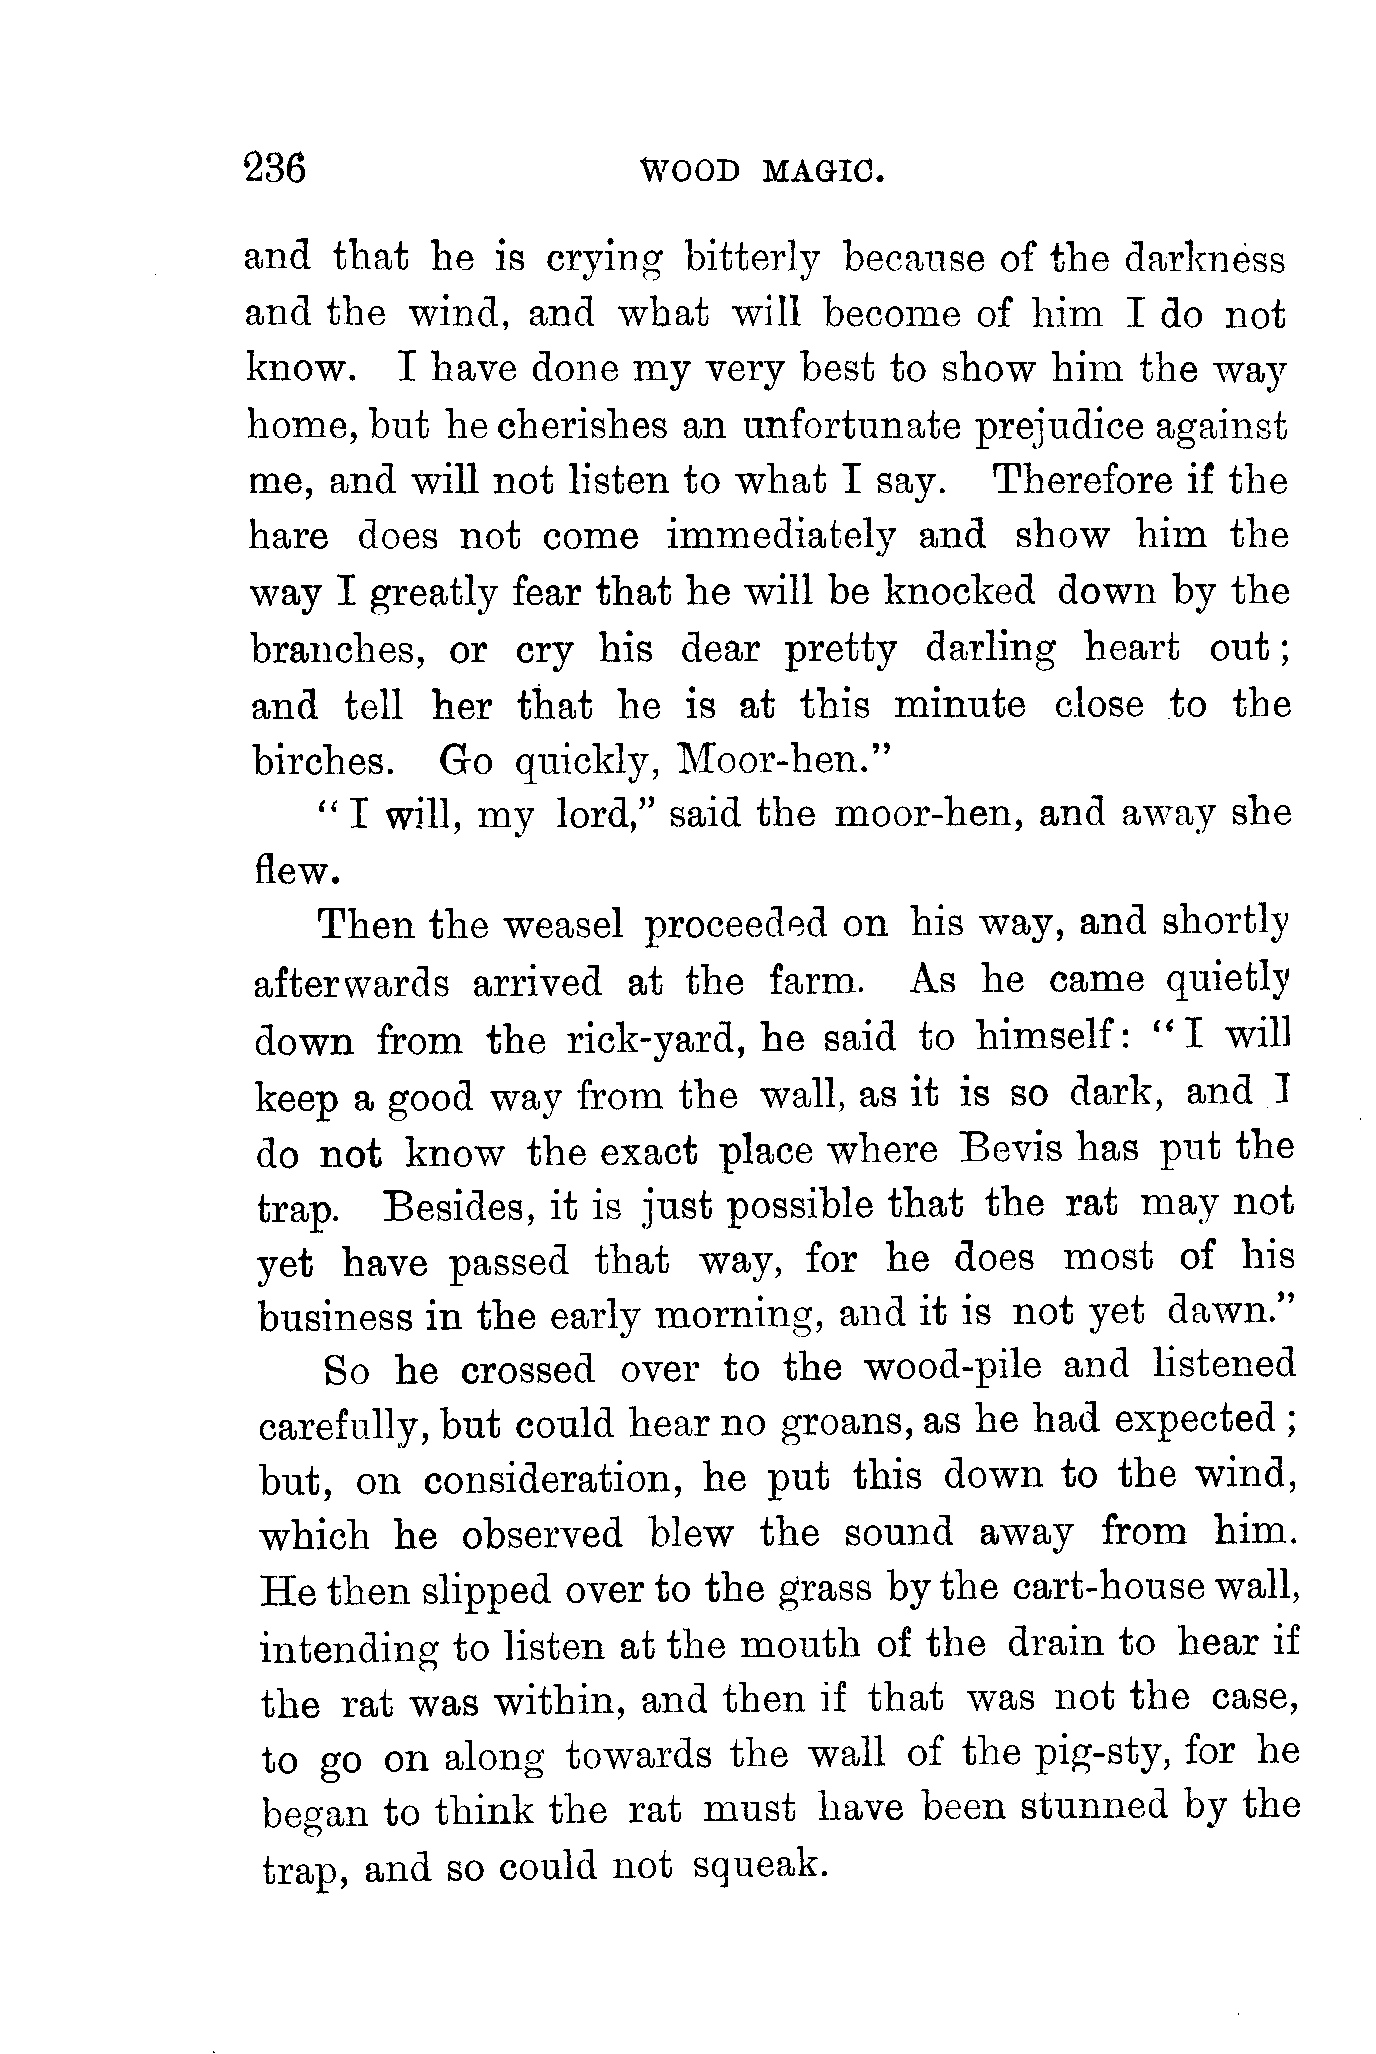 236 WOOD MAGIC.
and that he is crying bitterly because of the darkness
and the wind, and what will become of him I do not
know. I have done my very best to show him the way
home, but he cherishes an unfortunate prejudice against
me, and will not listen to what I say. Therefore if the
hare does not come immediately and show him the
way I greatly fear that he will be knocked down by the
branches, or cry his dear pretty darling heart out;
and tell her that he is at this minute close to the
birches. Go quickly, Moor-hen."
"I will, my lord," said the moor-hen, and away she
flew.
Then the weasel proceeded on his way, and shortly
afterwards arrived at the farm. As he came quietly
down from the rick-yard, he said to himself: "I will
keep a good way from the wall, as it is so dark, and I
do not know the exact place where Bevis has put the
trap. Besides, it is just possible that the rat may not
yet have passed that way, for he does most of his
business in the early morning, and it is not yet dawn."
So he crossed over to the wood-pile and listened
carefully, but could hear no groans, as he had expected;
but, on consideration, he put this down to the wind,
which he observed blew the sound away from him.
He then slipped over to the grass by the cart-house wall,
intending to listen at the mouth of the drain to hear if
the rat was within, and then if that was not the case,
to go on along towards the wall of the pig-sty, for he
began to think the rat must have been stunned by the
trap, and so could not squeak.